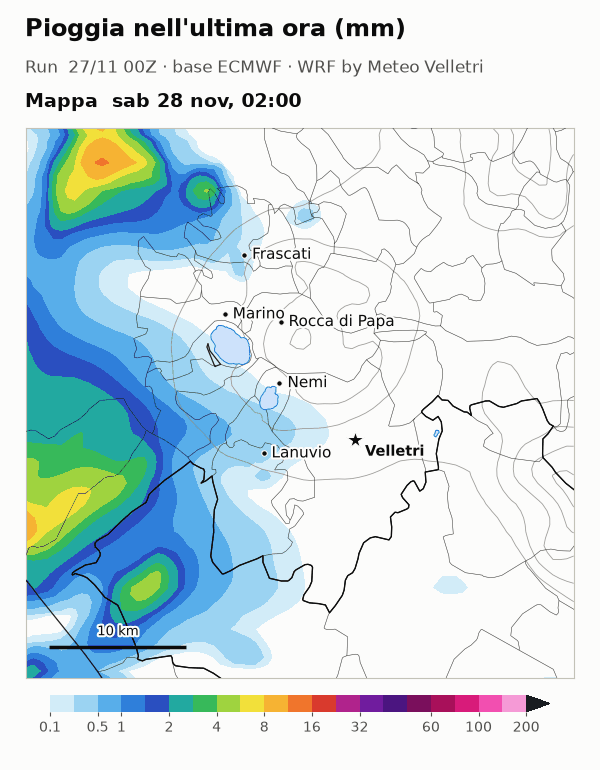 Pioggia nell'ultima ora (mm)
Run  27/11 00Z · base ECMWF · WRF by Meteo Velletri
Mappa  sab 28 nov, 02:00
Frascati
Marino
Rocca di Papa
Nemi
Velletri
Lanuvio
10 km
0.1 0.5 1 2 4 8 16 32 60 100 200